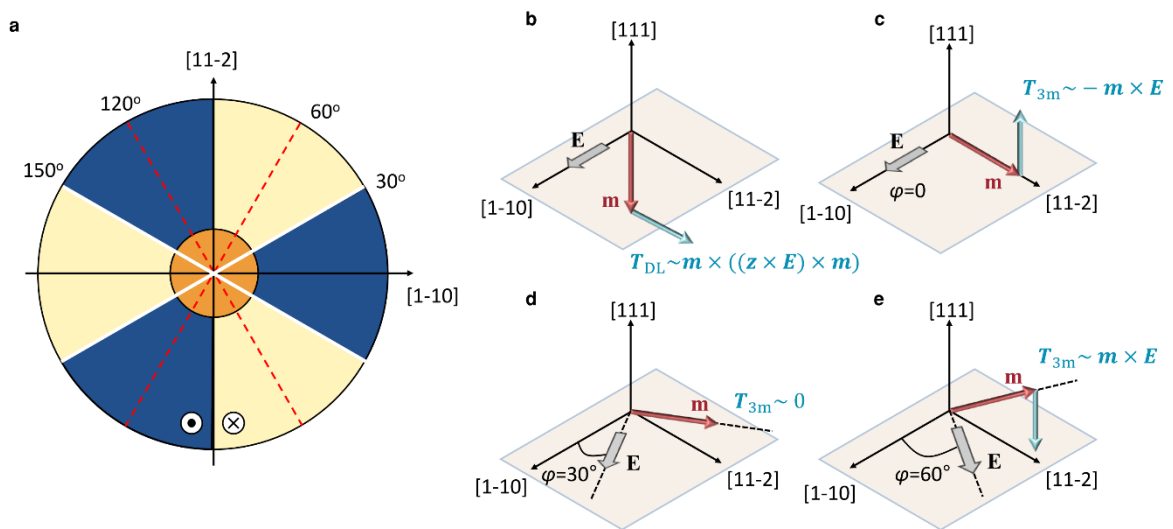 a
[11-2]
120°
60°
150°
30°
[1-10]
b
[111]
E
m
[1-10]
[11-2]
T_DL~m × ((z × E) × m)
c
[111]
T_3m~ − m × E
E
m
φ=0
[1-10]
[11-2]
d
[111]
m
T_3m~ 0
E
φ=30°
[1-10]
[11-2]
e
[111]
T_3m~ m × E
m
E
φ=60°
[1-10]
[11-2]